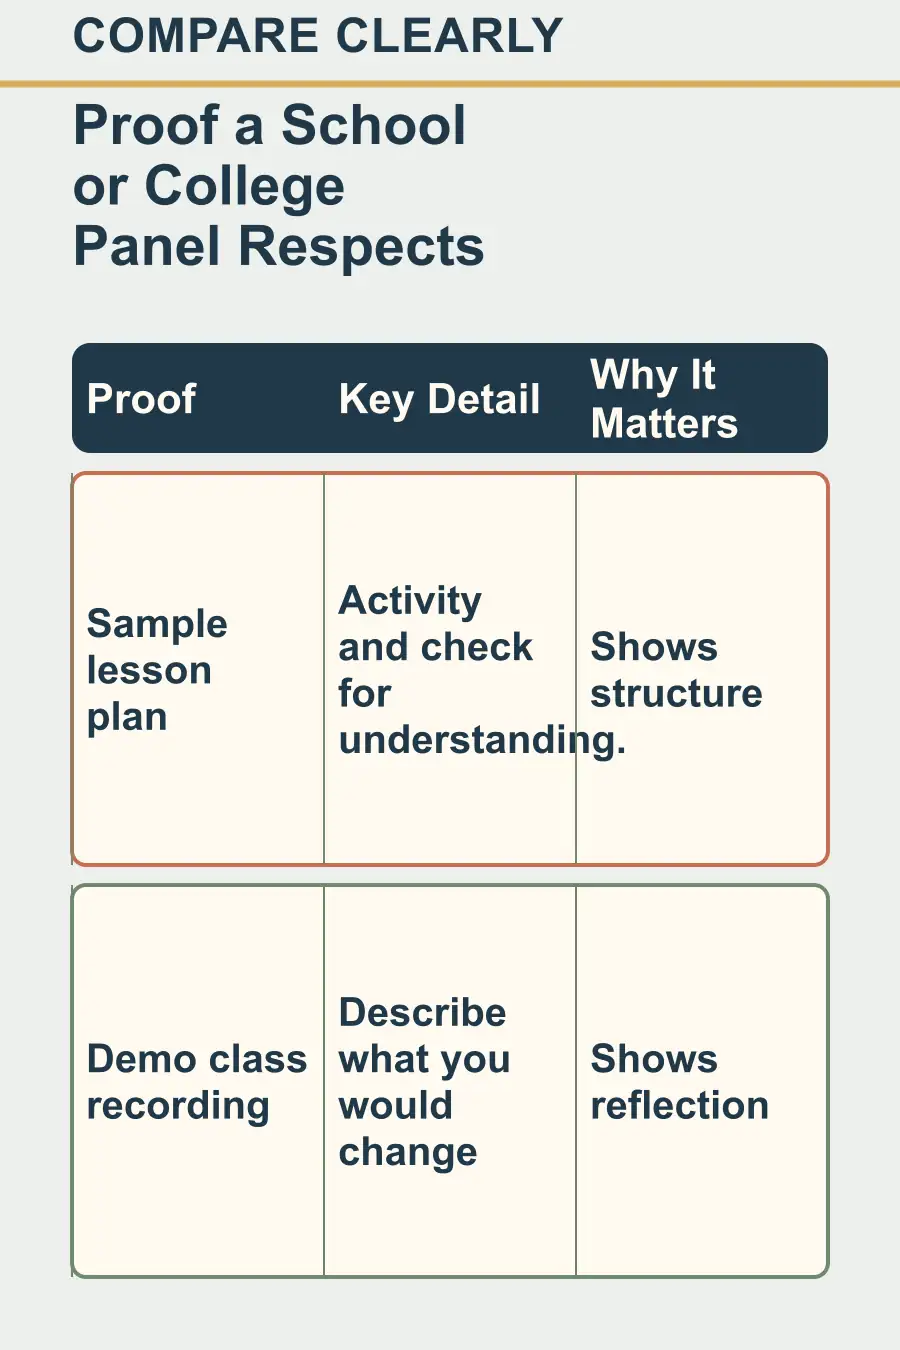 COMPARE CLEARLY
Proof a School
or College
Panel Respects
Proof
Key Detail
Why It
Matters
Sample
lesson
plan
Activity
and check
for
understanding.
Shows
structure
Demo class
recording
Describe
what you
would
change
Shows
reflection